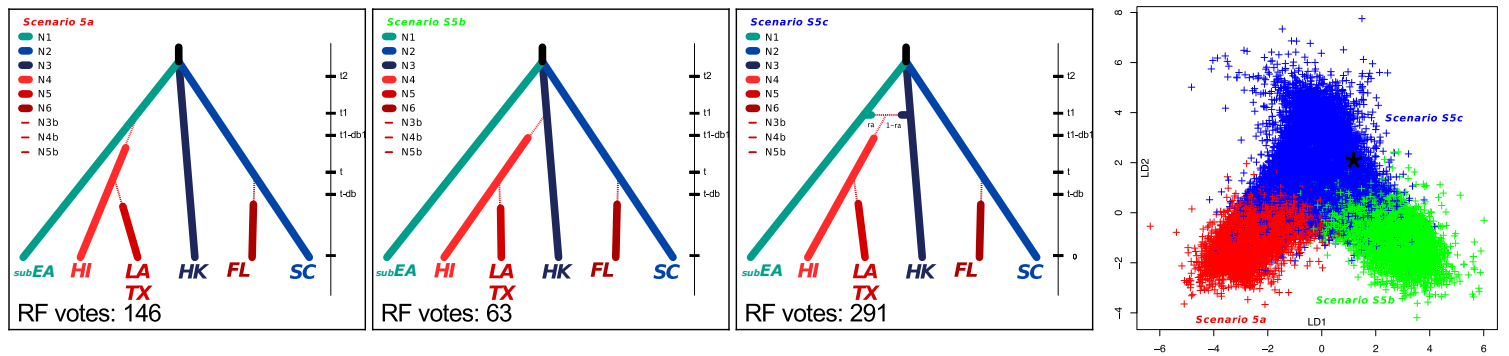 Scenario 5a
N1
N2
N3
N4
N5
N6
N3b
N4b
N5b
t2
t1
t1-db1
t
t-db
subEA HI LA HK FL SC
TX
RF votes: 146
Scenario S5b
N1
N2
N3
N4
N5
N6
N3b
N4b
N5b
t2
t1
t1-db1
t
t-db
subEA HI LA HK FL SC
TX
RF votes: 63
Scenario S5c
N1
N2
N3
N4
N5
N6
N3b
N4b
N5b
ra 1-ra
t2
t1
t1-db1
t
t-db
0
subEA HI LA HK FL SC
TX
RF votes: 291
8
6
4
2
0
-2
-4
LD2
Scenario S5c
Scenario S5b
Scenario 5a
LD1
-6 -4 -2 0 2 4 6